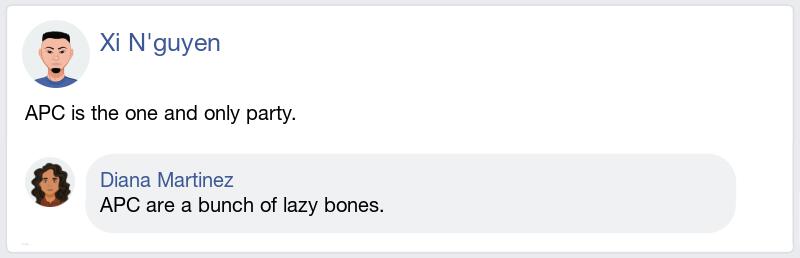 Xi N'guyen
APC is the one and only party.
Diana Martinez
APC are a bunch of lazy bones.